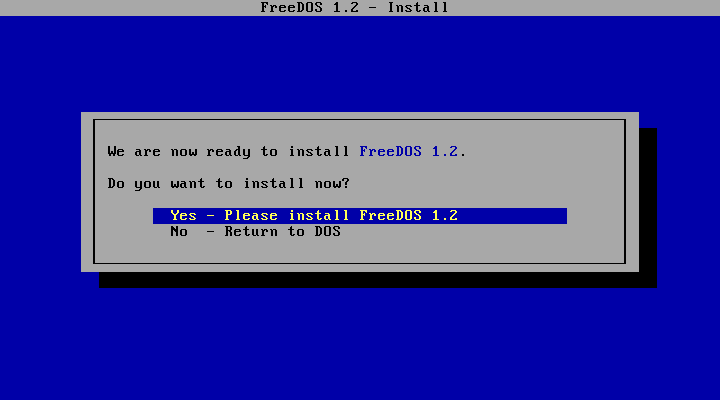 FreeDOS 1.2 - Install
We are now ready to install FreeDOS 1.2.
Do you want to install now?
Yes - Please install FreeDOS 1.2
No  - Return to DOS